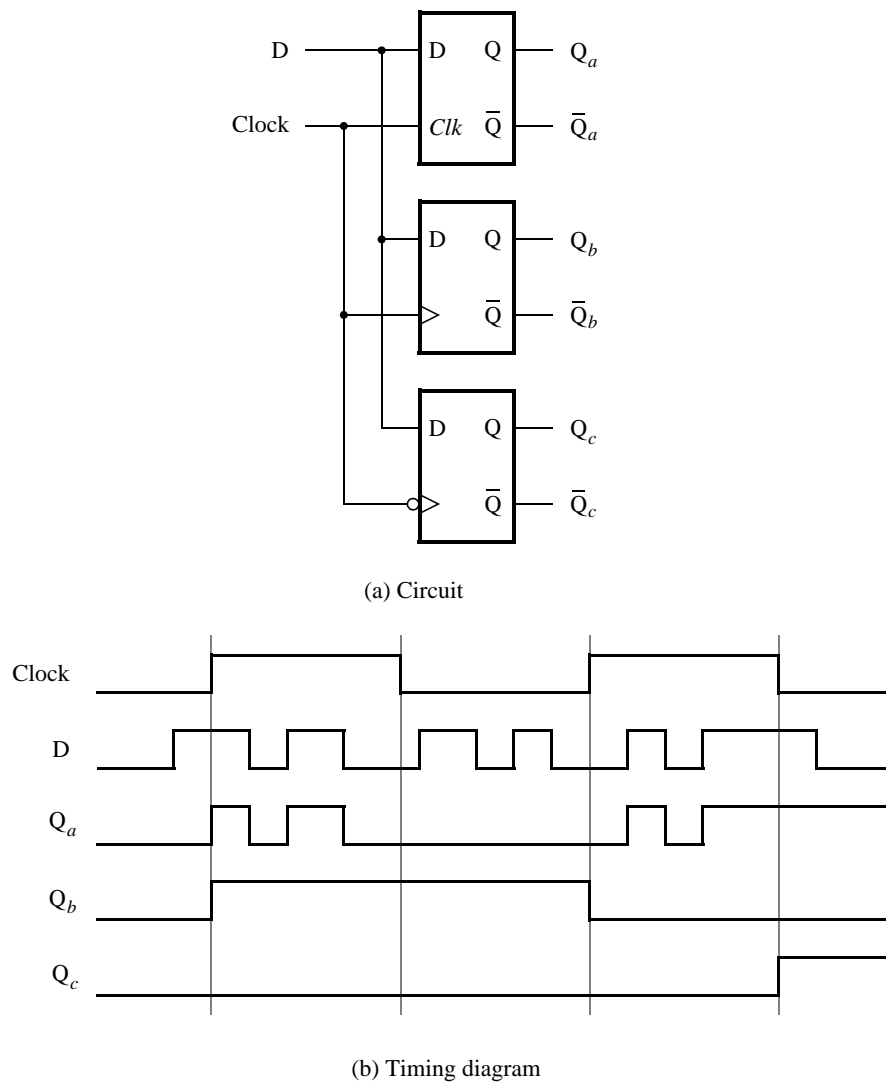 D D Q Qa
Clock Clk Q̅ Q̅a
D Q Qb
Q̅ Q̅b
D Q Qc
Q̅ Q̅c
(a) Circuit
Clock
D
Qa
Qb
Qc
(b) Timing diagram